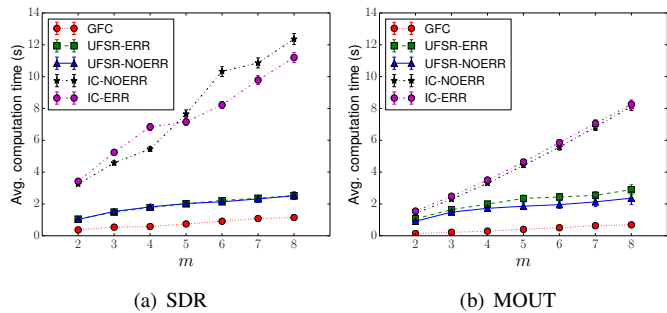 14
12
10
8
6
4
2
0
Avg. computation time (s)
GFC
UFSR-ERR
UFSR-NOERR
IC-NOERR
IC-ERR
2 3 4 5 6 7 8
m
(a) SDR
14
12
10
8
6
4
2
0
Avg. computation time (s)
GFC
UFSR-ERR
UFSR-NOERR
IC-NOERR
IC-ERR
2 3 4 5 6 7 8
m
(b) MOUT